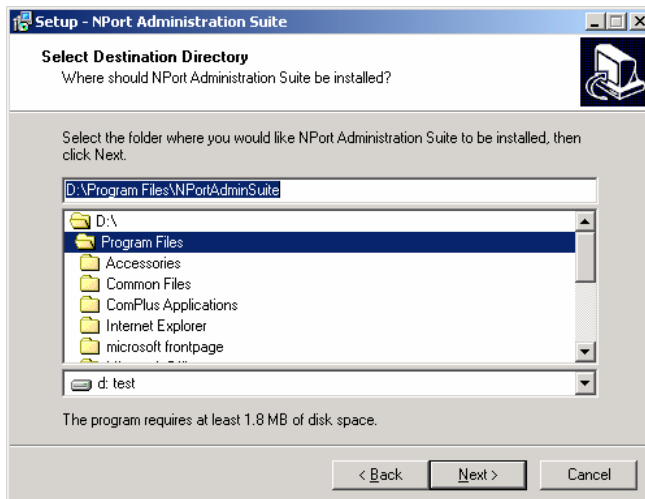 Setup - NPort Administration Suite
Select Destination Directory
Where should NPort Administration Suite be installed?
Select the folder where you would like NPort Administration Suite to be installed, then
click Next.
D:\Program Files\NPortAdminSuite
D:\
Program Files
Accessories
Common Files
ComPlus Applications
Internet Explorer
microsoft frontpage
d: test
The program requires at least 1.8 MB of disk space.
< Back
Next >
Cancel